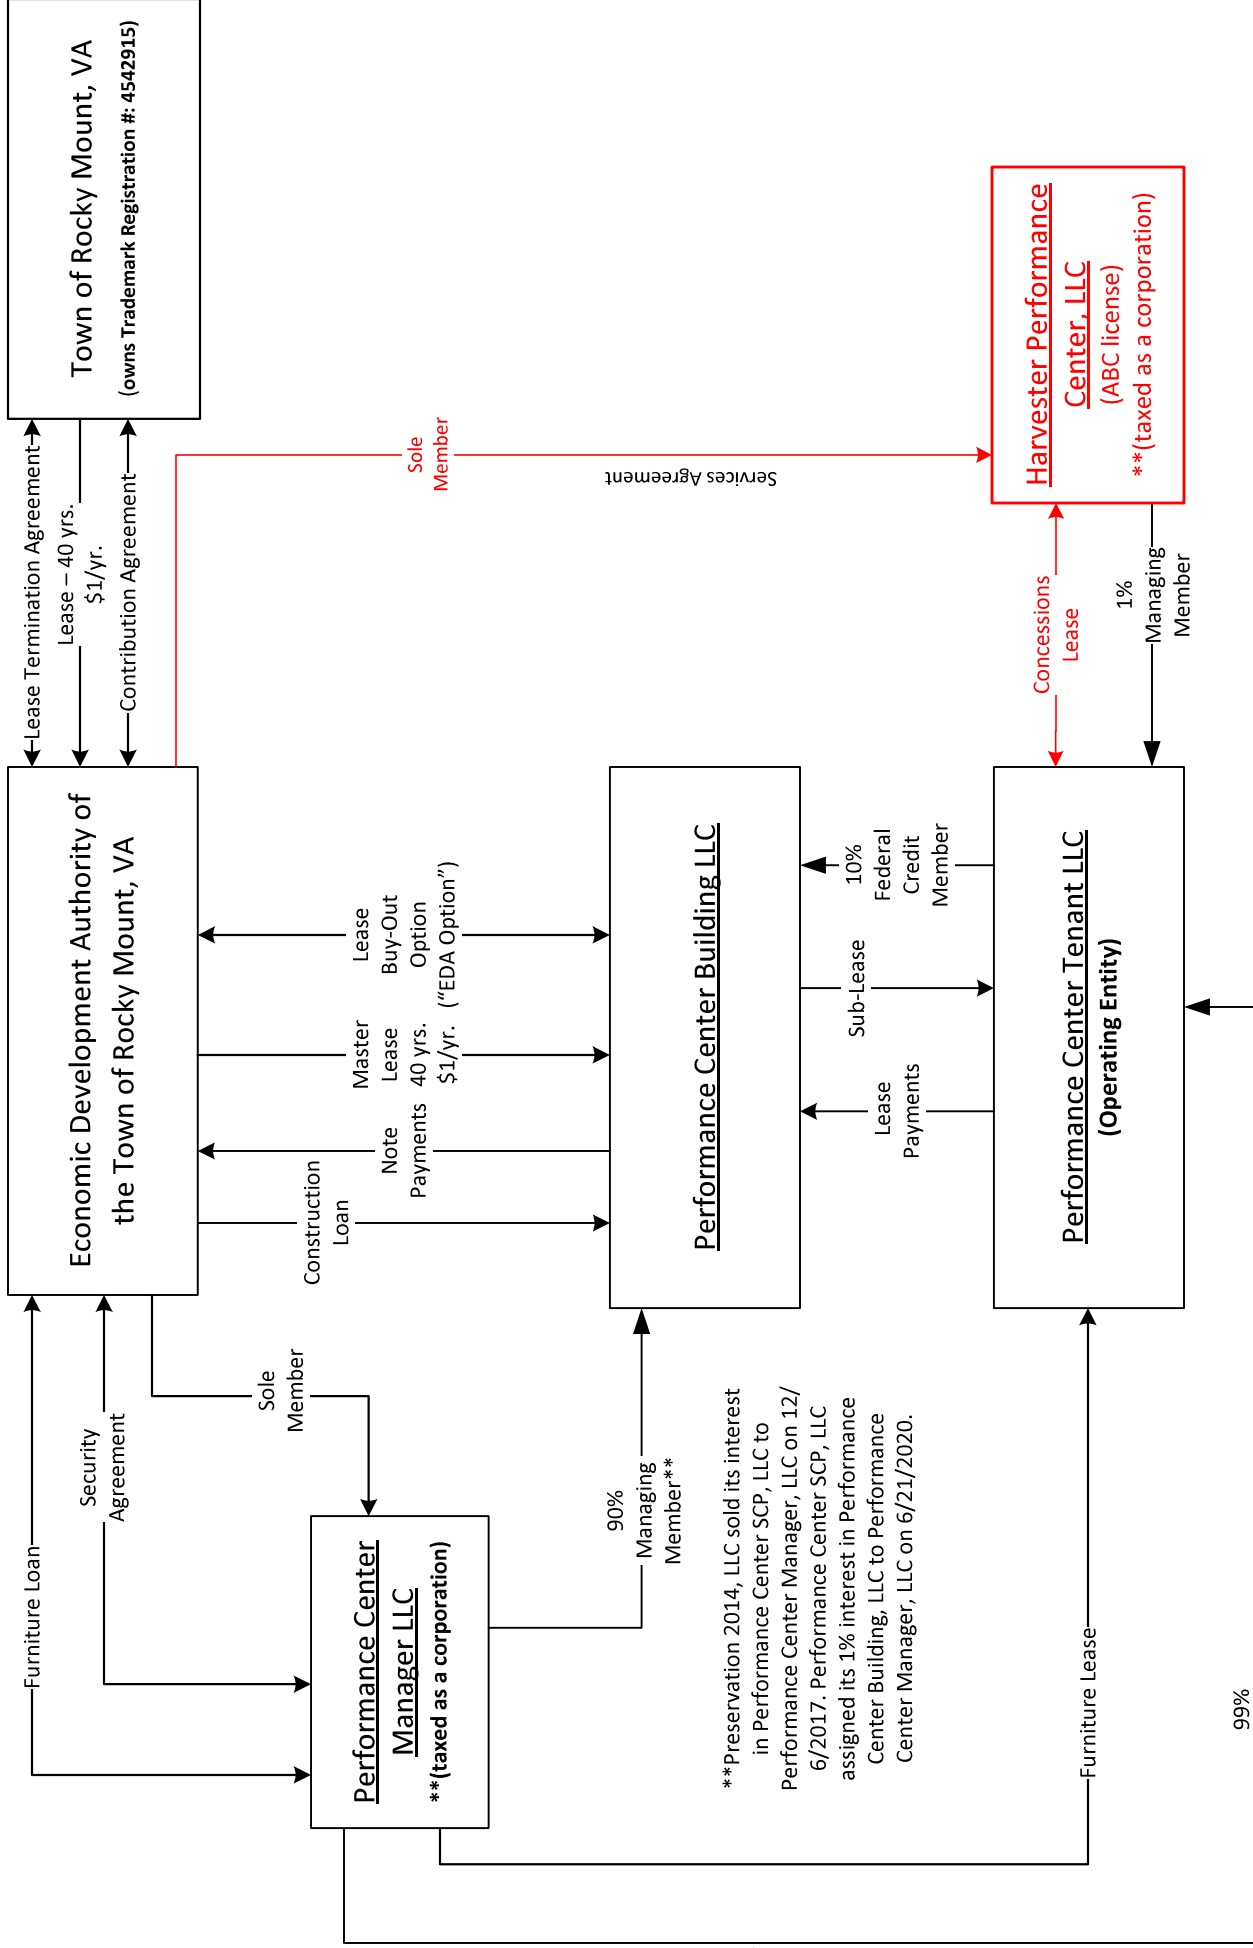 Town of Rocky Mount, VA
(owns Trademark Registration #: 4542915)
Lease Termination Agreement
Lease – 40 yrs.
$1/yr.
Contribution Agreement
Economic Development Authority of
the Town of Rocky Mount, VA
Furniture Loan
Security
Agreement
Sole
Member
Construction
Loan
Note
Payments
Master
Lease
40 yrs.
$1/yr.
Lease
Buy-Out
Option
(“EDA Option”)
Sole
Member
Services Agreement
Performance Center
Manager LLC
**(taxed as a corporation)
90%
Managing
Member**
Performance Center Building LLC
**Preservation 2014, LLC sold its interest
in Performance Center SCP, LLC to
Performance Center Manager, LLC on 12/
6/2017. Performance Center SCP, LLC
assigned its 1% interest in Performance
Center Building, LLC to Performance
Center Manager, LLC on 6/21/2020.
Lease
Payments
Sub-Lease
10%
Federal
Credit
Member
Harvester Performance
Center, LLC
(ABC license)
**(taxed as a corporation)
Concessions
Lease
1%
Managing
Member
Performance Center Tenant LLC
(Operating Entity)
Furniture Lease
99%